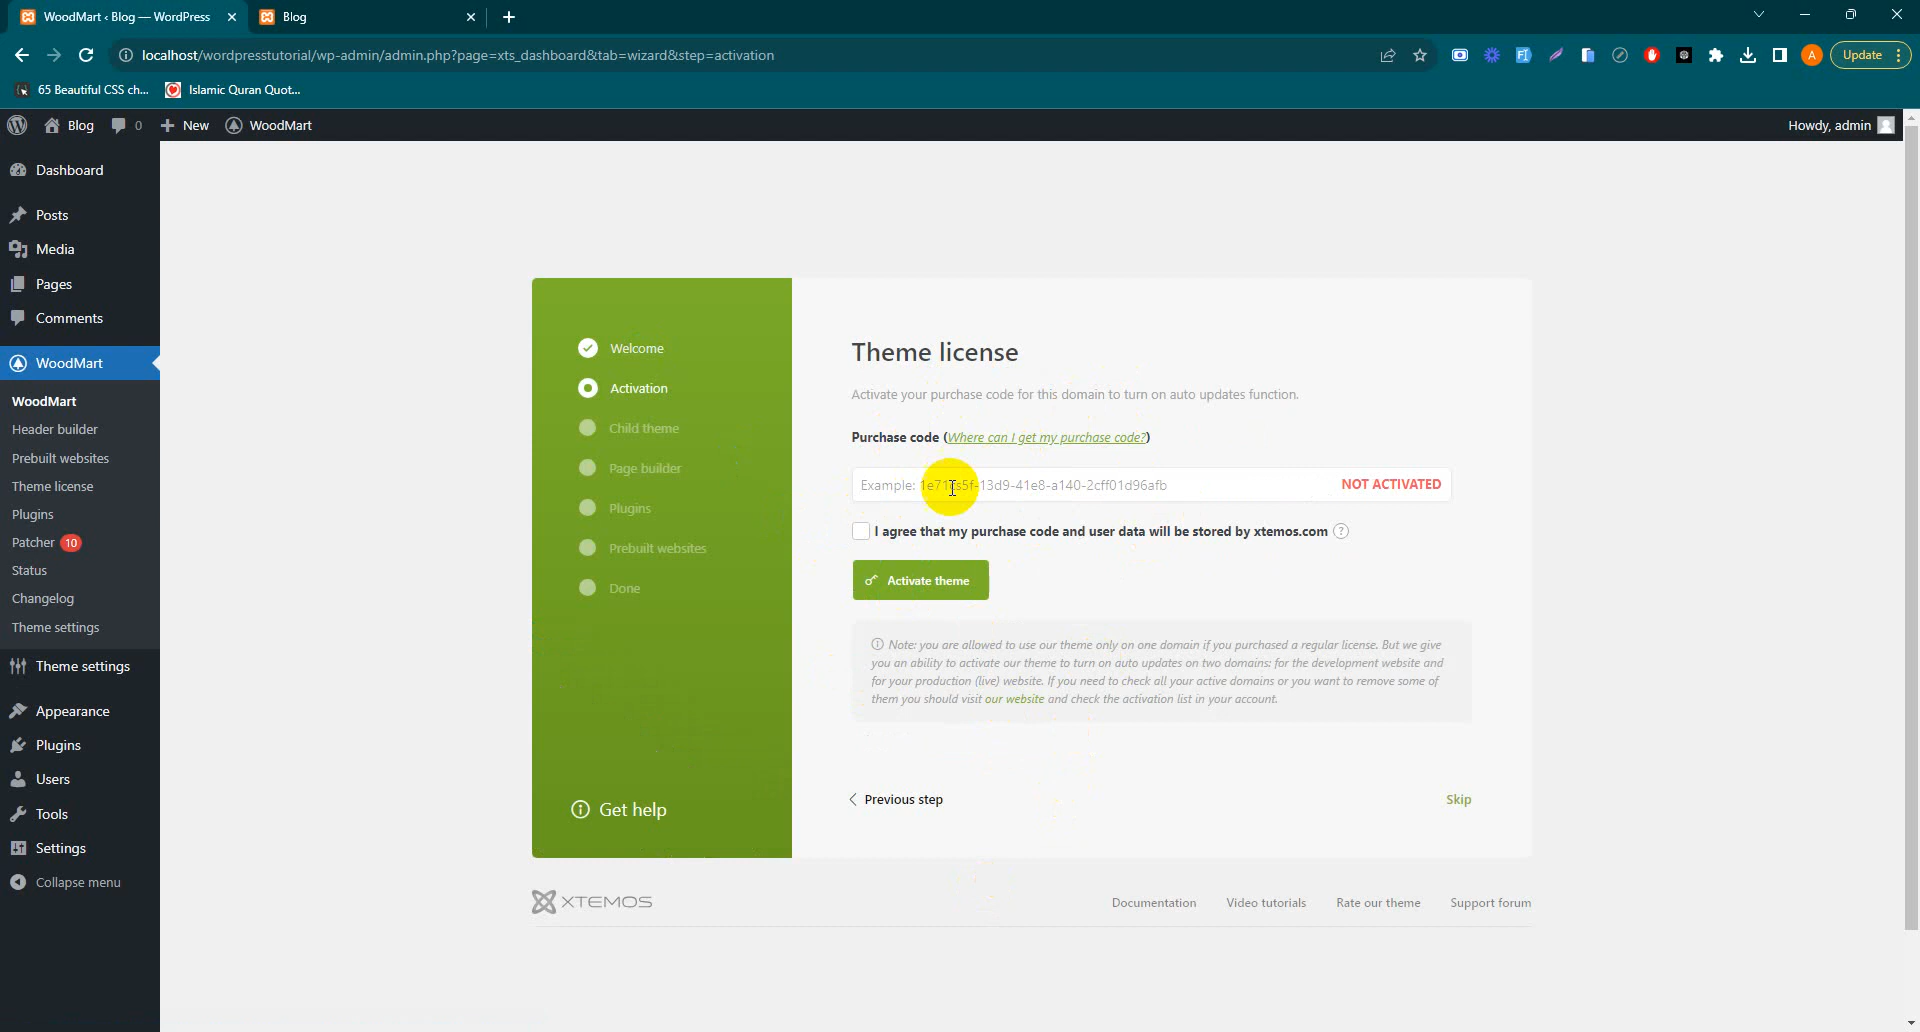 WoodMart ‹ Blog — WordPress
Blog
localhost/wordpresstutorial/wp-admin/admin.php?page=xts_dashboard&tab=wizard&step=activation
A
Update
65 Beautiful CSS ch...
Islamic Quran Quot...
Blog
0
New
WoodMart
Howdy, admin
Dashboard
Posts
Media
Pages
Comments
WoodMart
WoodMart
Header builder
Prebuilt websites
Theme license
Plugins
Patcher 10
Status
Changelog
Theme settings
Theme settings
Appearance
Plugins
Users
Tools
Settings
Collapse menu
Welcome
Activation
Child theme
Page builder
Plugins
Prebuilt websites
Done
Get help
Theme license
Activate your purchase code for this domain to turn on auto updates function.
Purchase code (Where can I get my purchase code?)
Example: 1e71cs5f-13d9-41e8-a140-2cff01d96afb
NOT ACTIVATED
I agree that my purchase code and user data will be stored by xtemos.com ?
Activate theme
Note: you are allowed to use our theme only on one domain if you purchased a regular license. But we give
you an ability to activate our theme to turn on auto updates on two domains: for the development website and
for your production (live) website. If you need to check all your active domains or you want to remove some of
them you should visit our website and check the activation list in your account.
Previous step
Skip
XTEMOS
Documentation
Video tutorials
Rate our theme
Support forum